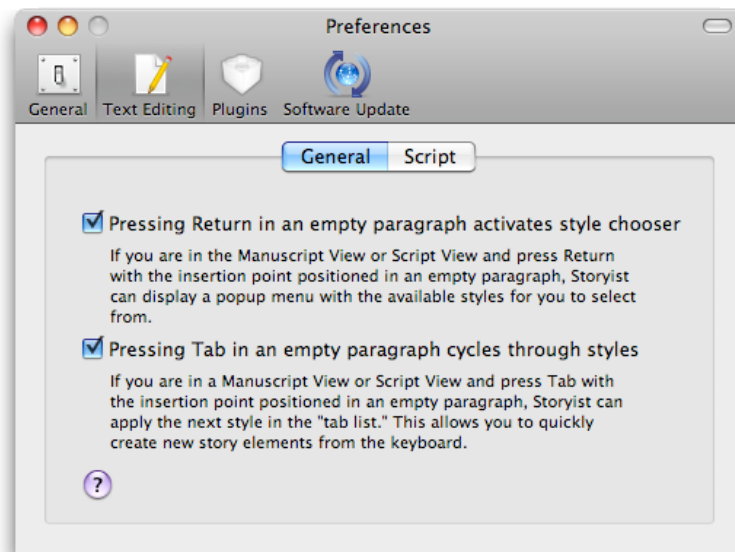 Preferences
General Text Editing Plugins Software Update
General Script
Pressing Return in an empty paragraph activates style chooser
If you are in the Manuscript View or Script View and press Return
with the insertion point positioned in an empty paragraph, Storyist
can display a popup menu with the available styles for you to select
from.
Pressing Tab in an empty paragraph cycles through styles
If you are in a Manuscript View or Script View and press Tab with
the insertion point positioned in an empty paragraph, Storyist can
apply the next style in the "tab list." This allows you to quickly
create new story elements from the keyboard.
?